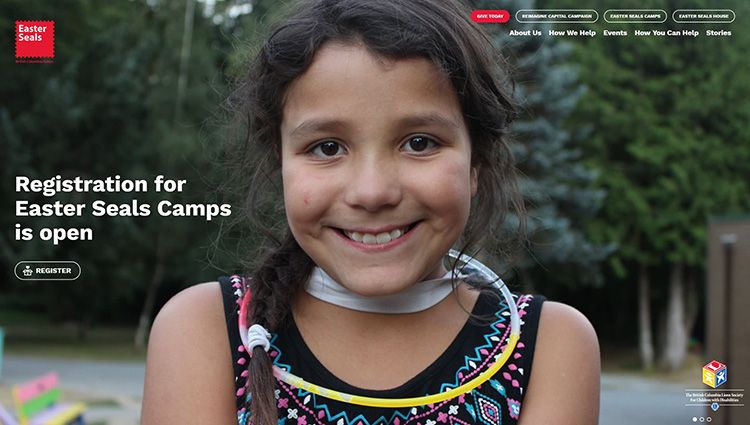 Easter
Seals
British Columbia/Yukon
GIVE TODAY
REIMAGINE CAPITAL CAMPAIGN
EASTER SEALS CAMPS
EASTER SEALS HOUSE
About Us
How We Help
Events
How You Can Help
Stories
Registration for
Easter Seals Camps
is open
REGISTER
The British Columbia Lions Society
For Children with Disabilities